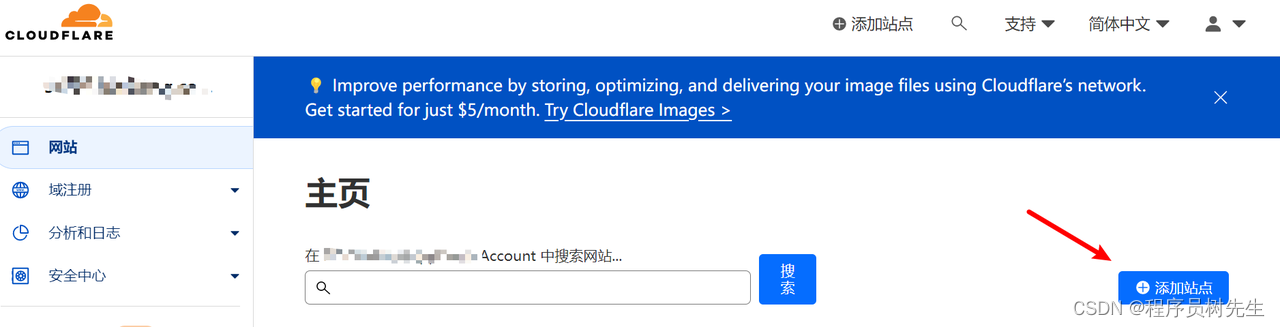 CLOUDFLARE
添加站点
支持
简体中文
Improve performance by storing, optimizing, and delivering your image files using Cloudflare's network.
Get started for just $5/month. Try Cloudflare Images >
网站
域注册
分析和日志
安全中心
主页
在
Account 中搜索网站...
搜
索
添加站点
CSDN @程序员树先生